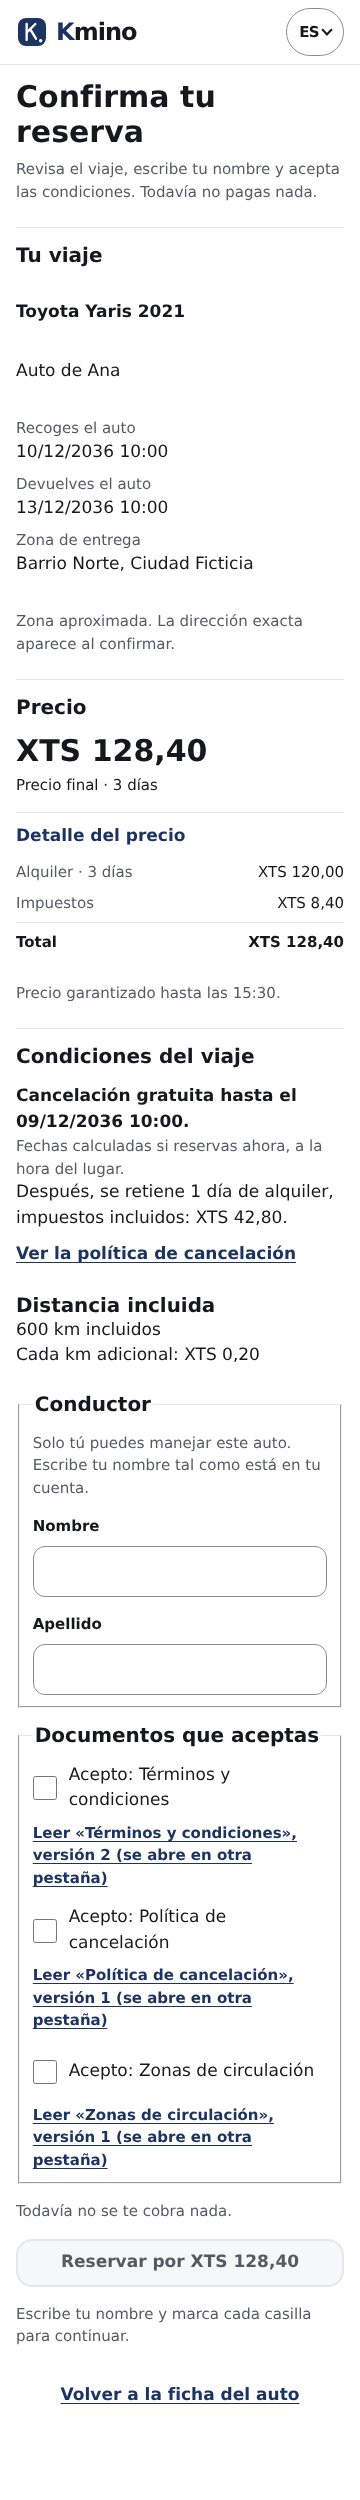 Kmino
ES
Confirma tu
reserva
Revisa el viaje, escribe tu nombre y acepta
las condiciones. Todavía no pagas nada.
Tu viaje
Toyota Yaris 2021
Auto de Ana
Recoges el auto
10/12/2036 10:00
Devuelves el auto
13/12/2036 10:00
Zona de entrega
Barrio Norte, Ciudad Ficticia
Zona aproximada. La dirección exacta
aparece al confirmar.
Precio
XTS 128,40
Precio final · 3 días
Detalle del precio
Alquiler · 3 días XTS 120,00
Impuestos XTS 8,40
Total XTS 128,40
Precio garantizado hasta las 15:30.
Condiciones del viaje
Cancelación gratuita hasta el
09/12/2036 10:00.
Fechas calculadas si reservas ahora, a la
hora del lugar.
Después, se retiene 1 día de alquiler,
impuestos incluidos: XTS 42,80.
Ver la política de cancelación
Distancia incluida
600 km incluidos
Cada km adicional: XTS 0,20
Conductor
Solo tú puedes manejar este auto.
Escribe tu nombre tal como está en tu
cuenta.
Nombre
Apellido
Documentos que aceptas
Acepto: Términos y
condiciones
Leer «Términos y condiciones»,
versión 2 (se abre en otra
pestaña)
Acepto: Política de
cancelación
Leer «Política de cancelación»,
versión 1 (se abre en otra
pestaña)
Acepto: Zonas de circulación
Leer «Zonas de circulación»,
versión 1 (se abre en otra
pestaña)
Todavía no se te cobra nada.
Reservar por XTS 128,40
Escribe tu nombre y marca cada casilla
para continuar.
Volver a la ficha del auto